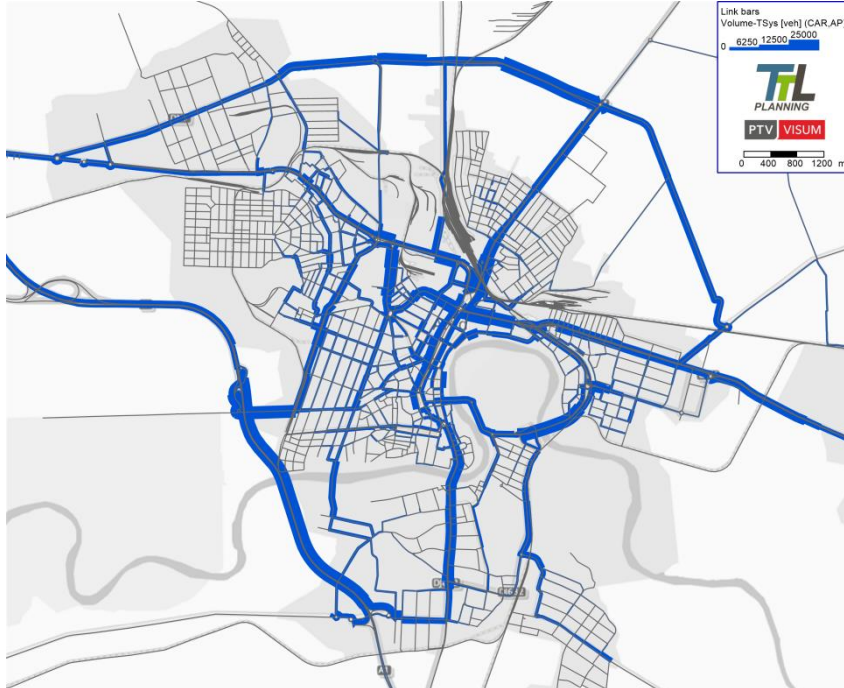 Link bars
Volume-TSys [veh] (CAR,AP)
0 6250 12500 25000
TTL
PLANNING
PTV VISUM
0 400 800 1200 m
A1